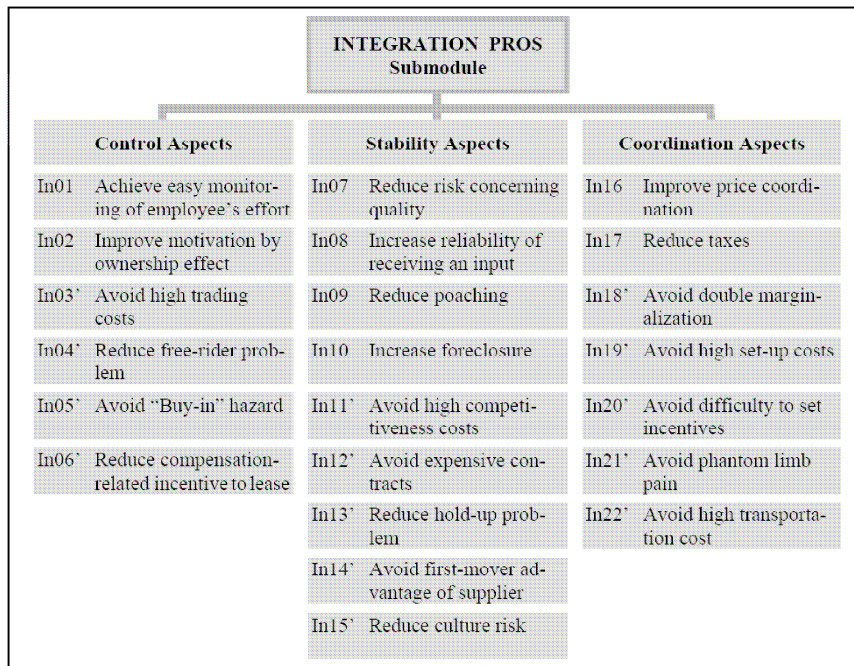 INTEGRATION PROS
Submodule
Control Aspects
In01 Achieve easy monitor-
ing of employee's effort
In02 Improve motivation by
ownership effect
In03’ Avoid high trading
costs
In04’ Reduce free-rider prob-
lem
In05’ Avoid “Buy-in” hazard
In06’ Reduce compensation-
related incentive to lease
Stability Aspects
In07 Reduce risk concerning
quality
In08 Increase reliability of
receiving an input
In09 Reduce poaching
In10 Increase foreclosure
In11’ Avoid high competi-
tiveness costs
In12’ Avoid expensive con-
tracts
In13’ Reduce hold-up prob-
lem
In14’ Avoid first-mover ad-
vantage of supplier
In15’ Reduce culture risk
Coordination Aspects
In16 Improve price coordi-
nation
In17 Reduce taxes
In18’ Avoid double margin-
alization
In19’ Avoid high set-up costs
In20’ Avoid difficulty to set
incentives
In21’ Avoid phantom limb
pain
In22’ Avoid high transporta-
tion cost